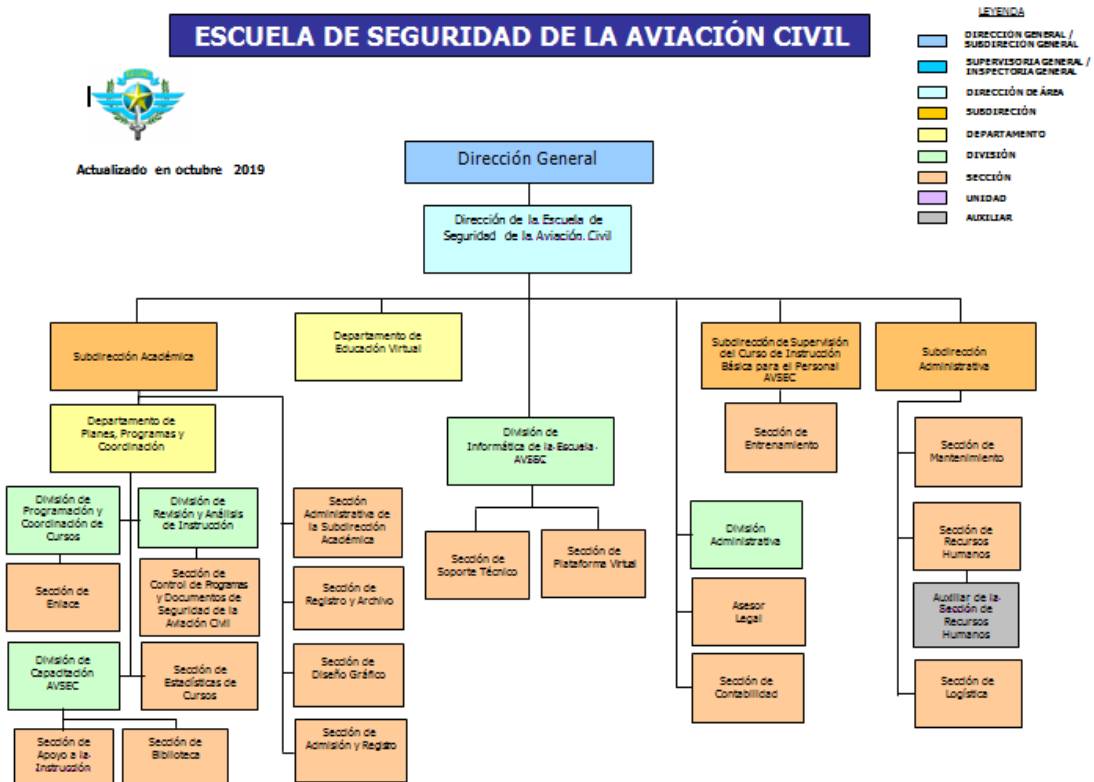 ESCUELA DE SEGURIDAD DE LA AVIACIÓN CIVIL
LEYENDA
DIRECCIÓN GENERAL /
SUBDIRECIÓN GENERAL
SUPERVISORIA GENERAL /
INSPECTORIA GENERAL
DIRECCIÓN DE ÁREA
SUBDIRECIÓN
DEPARTAMENTO
DIVISIÓN
SECCIÓN
UNIDAD
AUXILIAR
Actualizado en octubre 2019
Dirección General
Dirección de la Escuela de
Seguridad de la Aviación Civil
Subdirección Académica
Departamento de
Educación Virtual
Subdirección de Supervisión
del Curso de Instrucción
Básica para el Personal
AVSEC
Subdirección
Administrativa
Departamento de
Planes, Programas y
Coordinación
División de
Informática de la Escuela
AVSEC
Sección de
Entrenamiento
Sección de
Mantenimiento
División de
Programación y
Coordinación de
Cursos
División de
Revisión y Análisis
de Instrucción
Sección
Administrativa de
la Subdirección
Académica
División
Administrativa
Sección de
Recursos
Humanos
Sección de
Soporte Técnico
Sección de
Plataforma Virtual
Sección de
Enlace
Sección de
Control de Programas
y Documentos de
Seguridad de la
Aviación Civil
Sección de
Registro y Archivo
Asesor
Legal
Auxiliar de la
Sección de
Recursos
Humanos
División de
Capacitación
AVSEC
Sección de
Estadísticas de
Cursos
Sección de
Diseño Gráfico
Sección de
Contabilidad
Sección de
Logística
Sección de
Apoyo a la
Instrucción
Sección de
Biblioteca
Sección de
Admisión y Registro